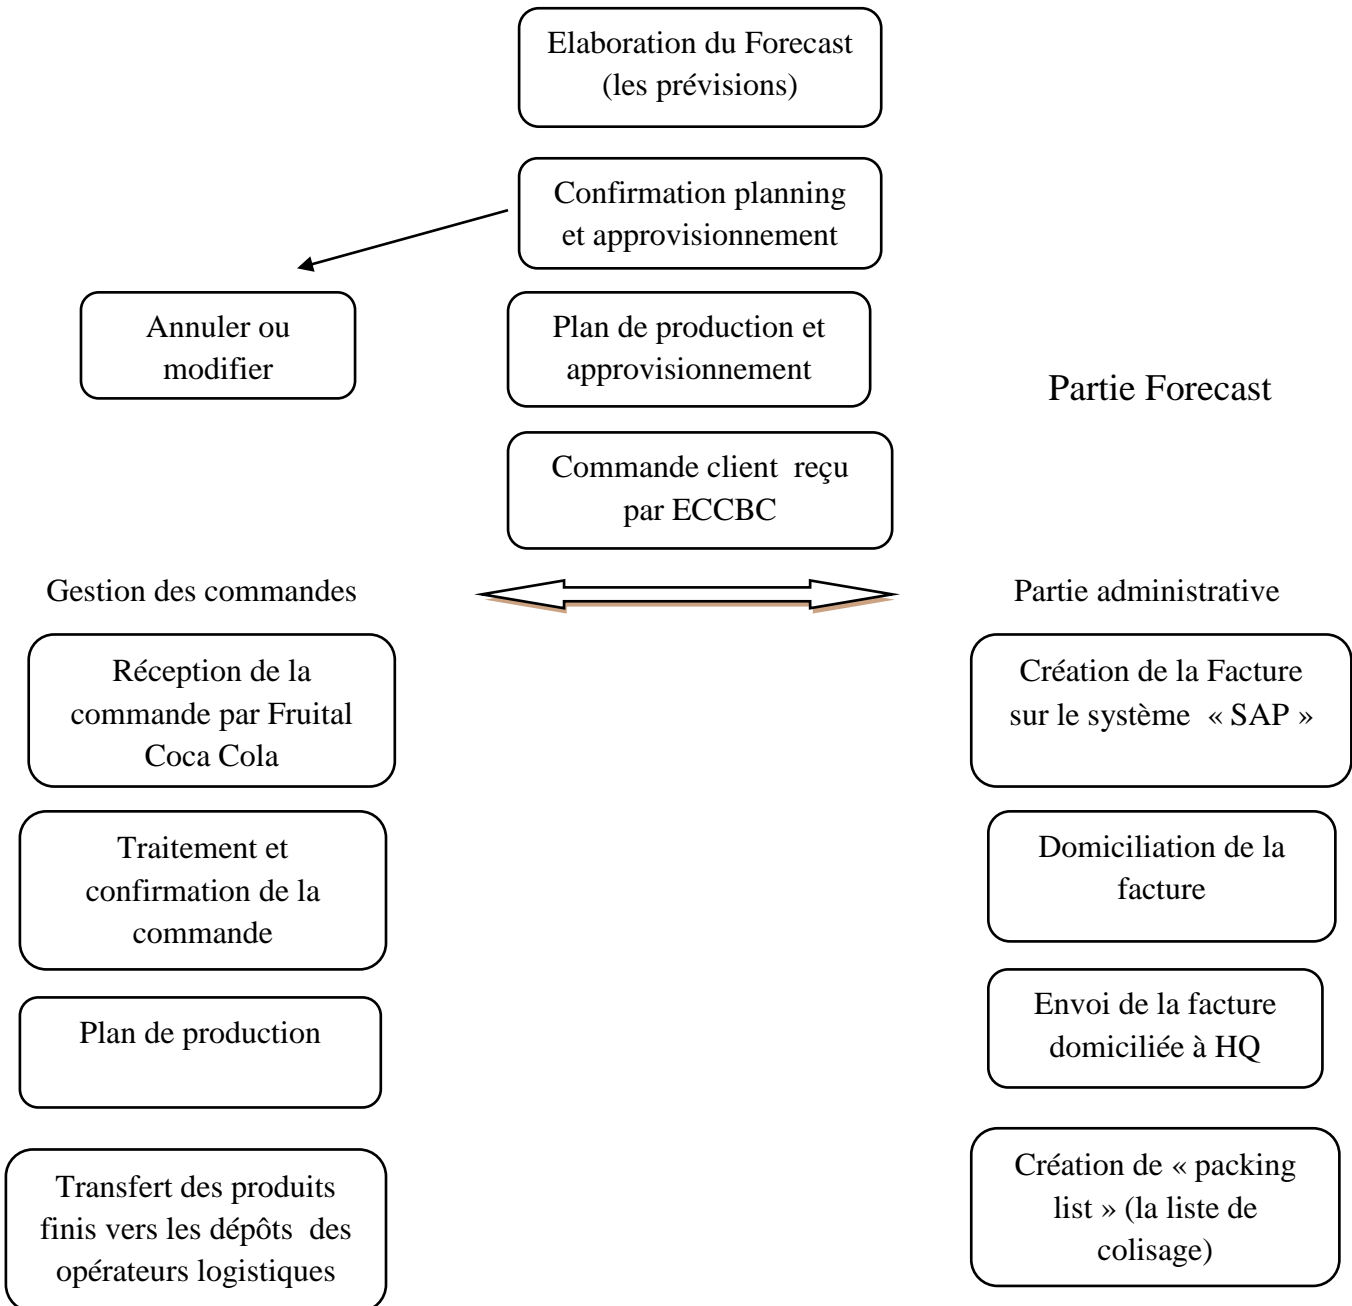 Elaboration du Forecast
(les prévisions)
Confirmation planning
et approvisionnement
Annuler ou
modifier
Plan de production et
approvisionnement
Partie Forecast
Commande client  reçu
par ECCBC
Gestion des commandes
Partie administrative
Réception de la
commande par Fruital
Coca Cola
Création de la Facture
sur le système  « SAP »
Traitement et
confirmation de la
commande
Domiciliation de la
facture
Plan de production
Envoi de la facture
domiciliée à HQ
Transfert des produits
finis vers les dépôts  des
opérateurs logistiques
Création de « packing
list » (la liste de
colisage)